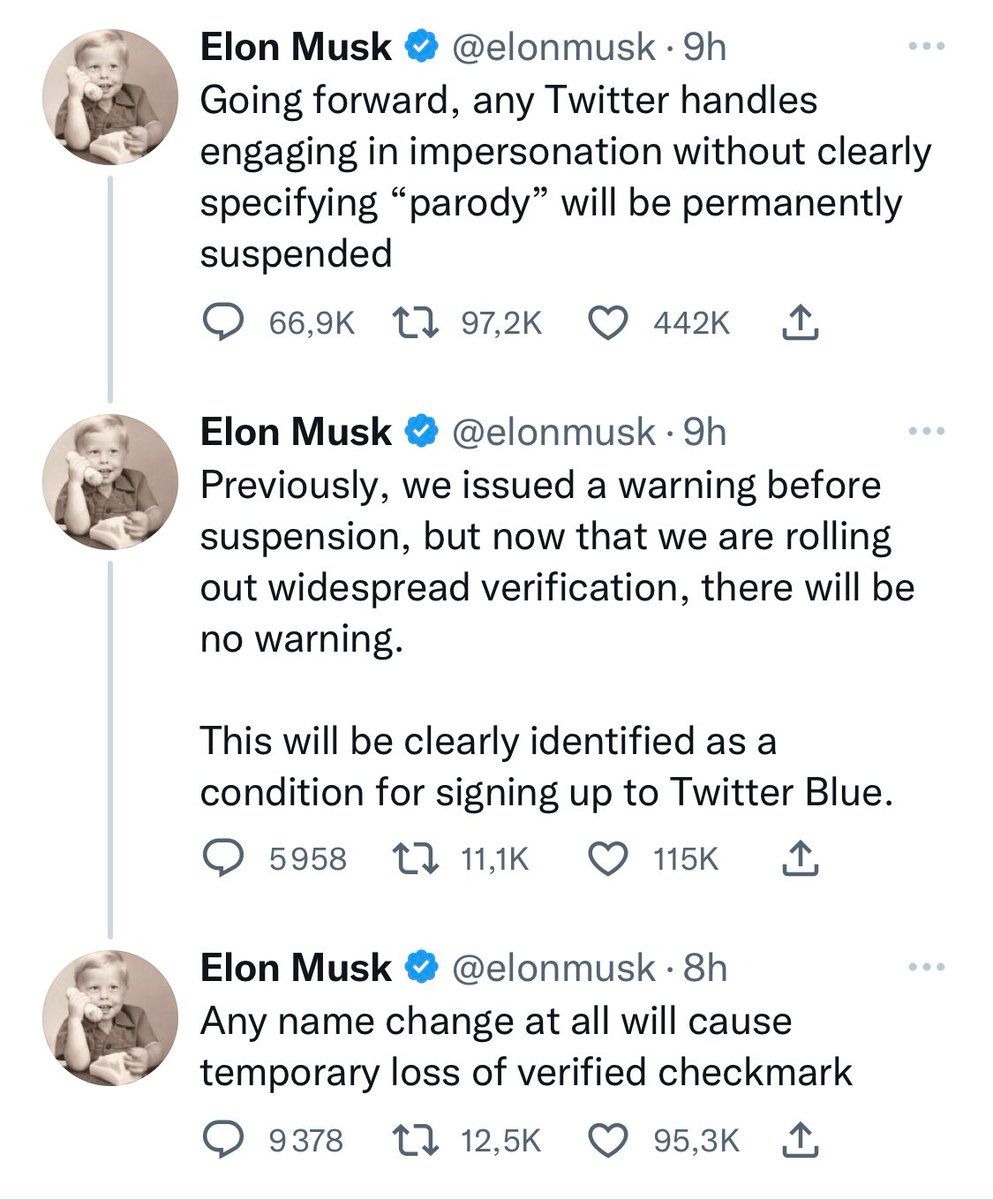 Elon Musk @elonmusk · 9h
Going forward, any Twitter handles
engaging in impersonation without clearly
specifying “parody” will be permanently
suspended
66,9K 97,2K 442K
Elon Musk @elonmusk · 9h
Previously, we issued a warning before
suspension, but now that we are rolling
out widespread verification, there will be
no warning.
This will be clearly identified as a
condition for signing up to Twitter Blue.
5 958 11,1K 115K
Elon Musk @elonmusk · 8h
Any name change at all will cause
temporary loss of verified checkmark
9 378 12,5K 95,3K